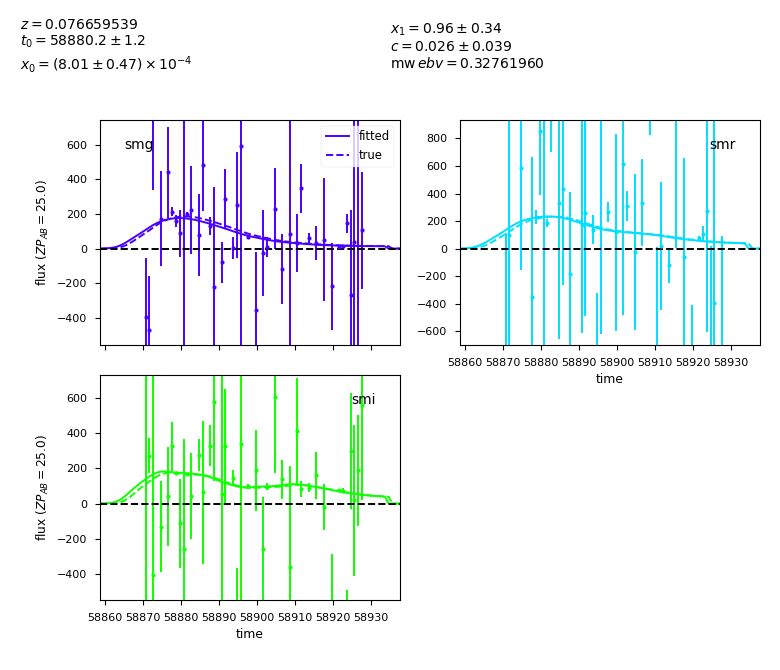 z = 0.076659539
t₀ = 58880.2 ± 1.2
x₀ = (8.01 ± 0.47) × 10⁻⁴
x₁ = 0.96 ± 0.34
c = 0.026 ± 0.039
mw ebv = 0.32761960
smg
fitted
true
600
400
200
0
−200
−400
flux (ZP_AB = 25.0)
smr
800
600
400
200
0
−200
−400
−600
58860 58870 58880 58890 58900 58910 58920 58930
time
smi
600
400
200
0
−200
−400
flux (ZP_AB = 25.0)
58860 58870 58880 58890 58900 58910 58920 58930
time